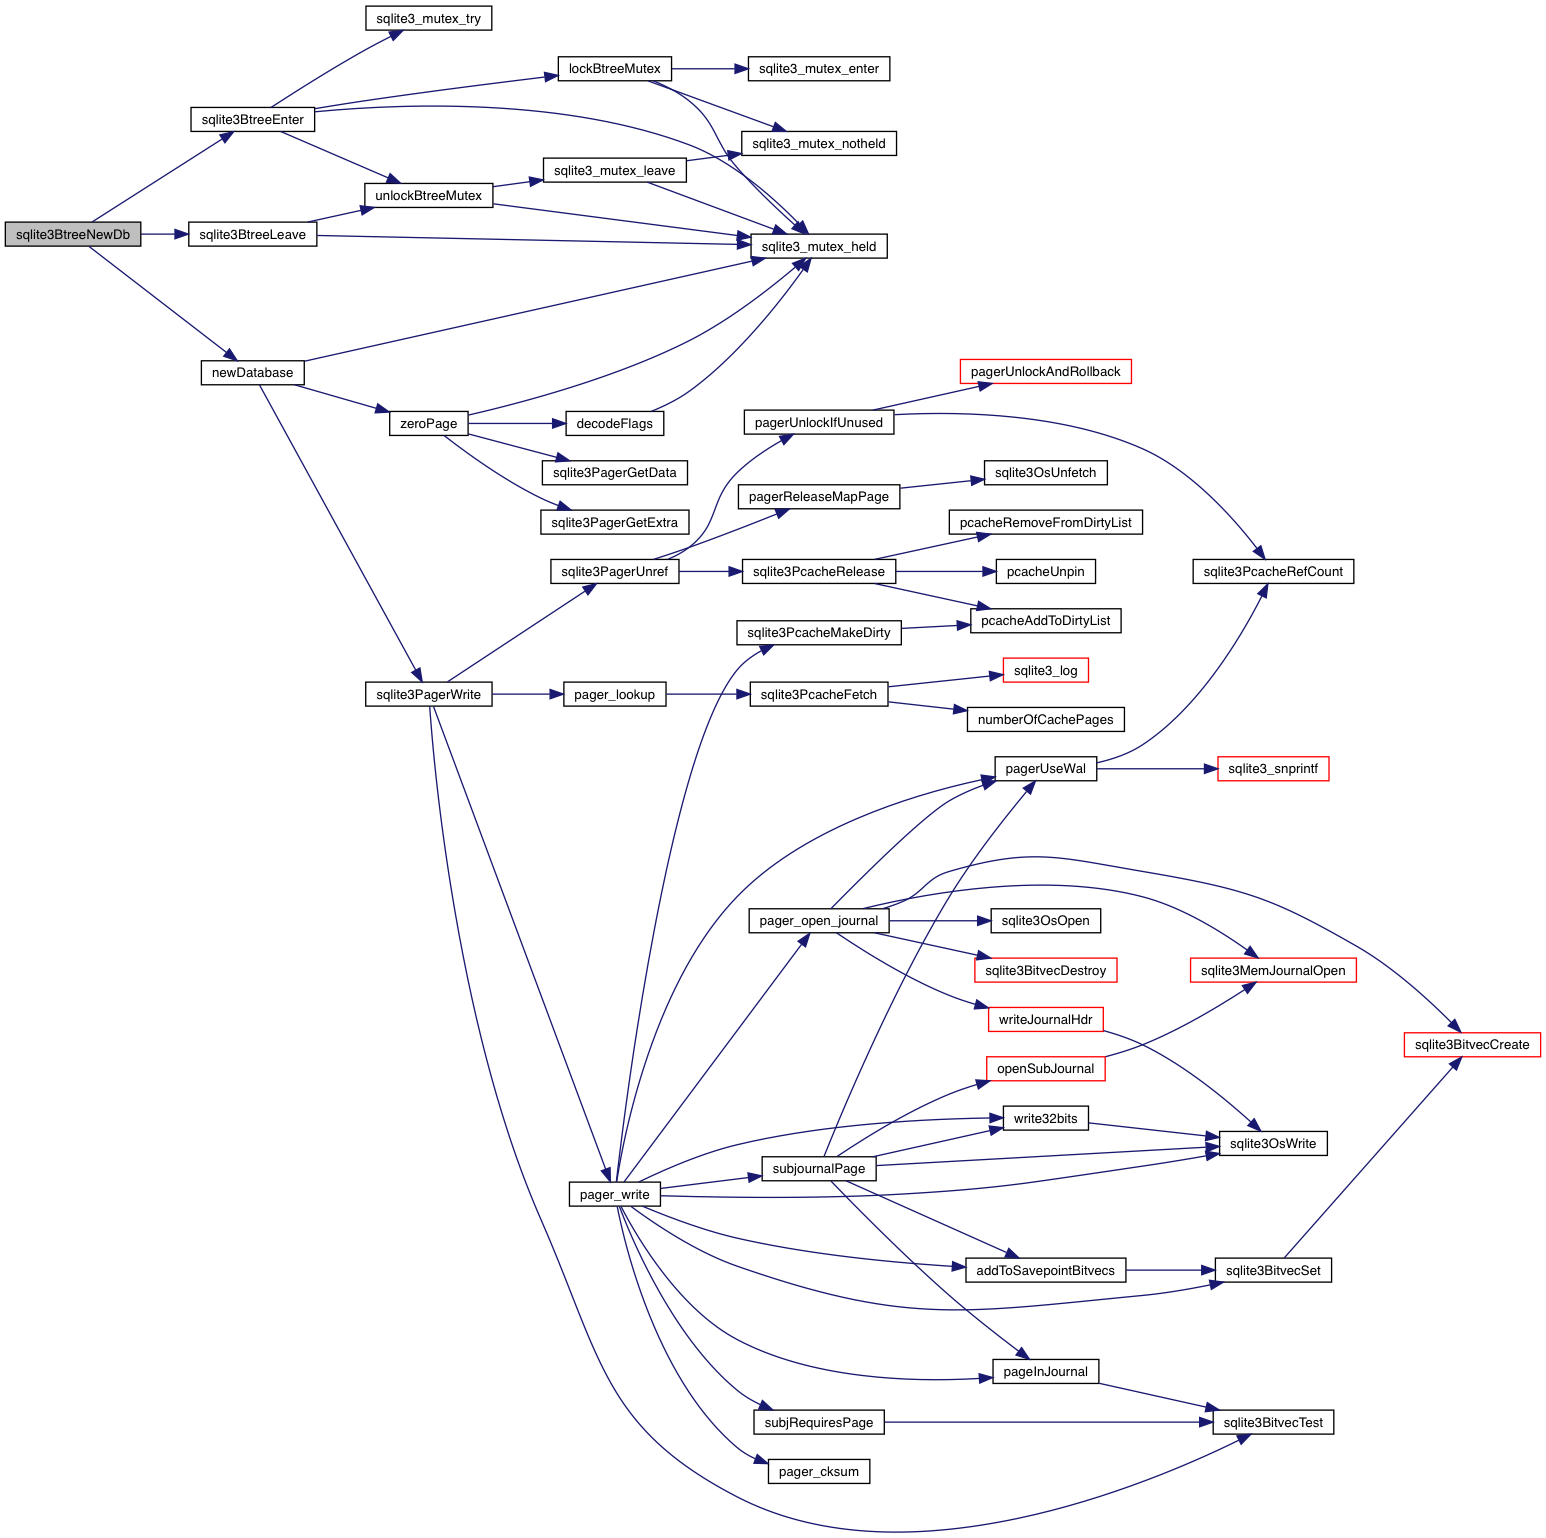 sqlite3_mutex_try
lockBtreeMutex
sqlite3_mutex_enter
sqlite3BtreeEnter
sqlite3_mutex_notheld
sqlite3_mutex_leave
unlockBtreeMutex
sqlite3BtreeNewDb
sqlite3BtreeLeave
sqlite3_mutex_held
newDatabase
pagerUnlockAndRollback
zeroPage
decodeFlags
pagerUnlockIfUnused
sqlite3PagerGetData
sqlite3OsUnfetch
pagerReleaseMapPage
sqlite3PagerGetExtra
pcacheRemoveFromDirtyList
sqlite3PagerUnref
sqlite3PcacheRelease
pcacheUnpin
sqlite3PcacheRefCount
pcacheAddToDirtyList
sqlite3PcacheMakeDirty
sqlite3_log
sqlite3PagerWrite
pager_lookup
sqlite3PcacheFetch
numberOfCachePages
pagerUseWal
sqlite3_snprintf
pager_open_journal
sqlite3OsOpen
sqlite3BitvecDestroy
sqlite3MemJournalOpen
writeJournalHdr
sqlite3BitvecCreate
openSubJournal
write32bits
sqlite3OsWrite
subjournalPage
pager_write
addToSavepointBitvecs
sqlite3BitvecSet
pageInJournal
subjRequiresPage
sqlite3BitvecTest
pager_cksum